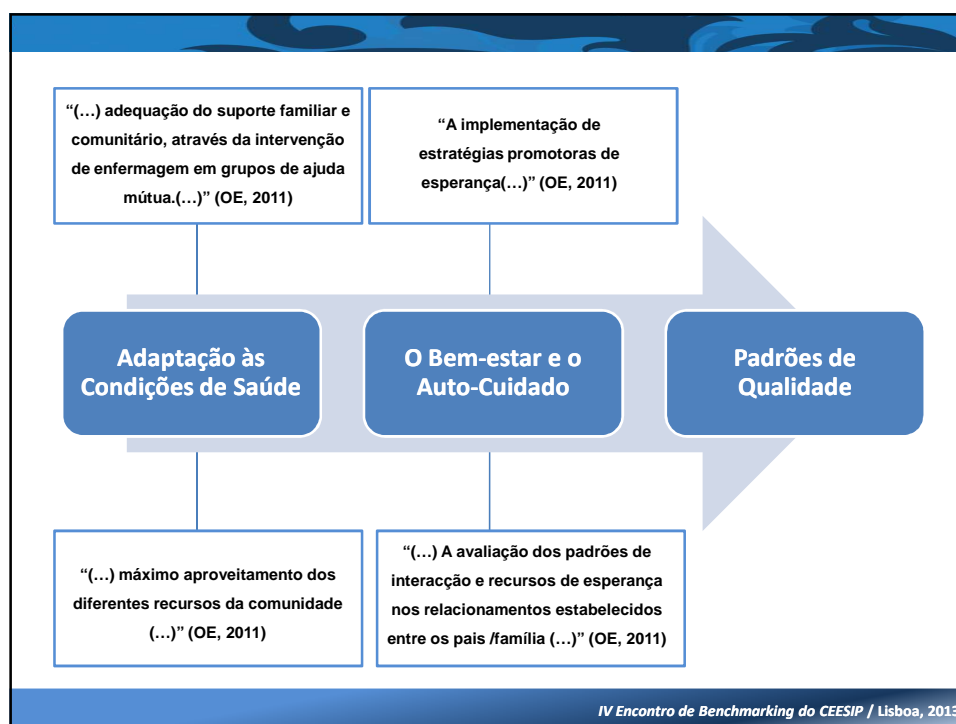 “(…) adequação do suporte familiar e
comunitário, através da intervenção
de enfermagem em grupos de ajuda
mútua.(…)” (OE, 2011)
“A implementação de
estratégias promotoras de
esperança(…)” (OE, 2011)
Adaptação às
Condições de Saúde
O Bem-estar e o
Auto-Cuidado
Padrões de
Qualidade
“(…) máximo aproveitamento dos
diferentes recursos da comunidade
(…)” (OE, 2011)
“(…) A avaliação dos padrões de
interacção e recursos de esperança
nos relacionamentos estabelecidos
entre os pais /família (…)” (OE, 2011)
IV Encontro de Benchmarking do CEESIP / Lisboa, 2013